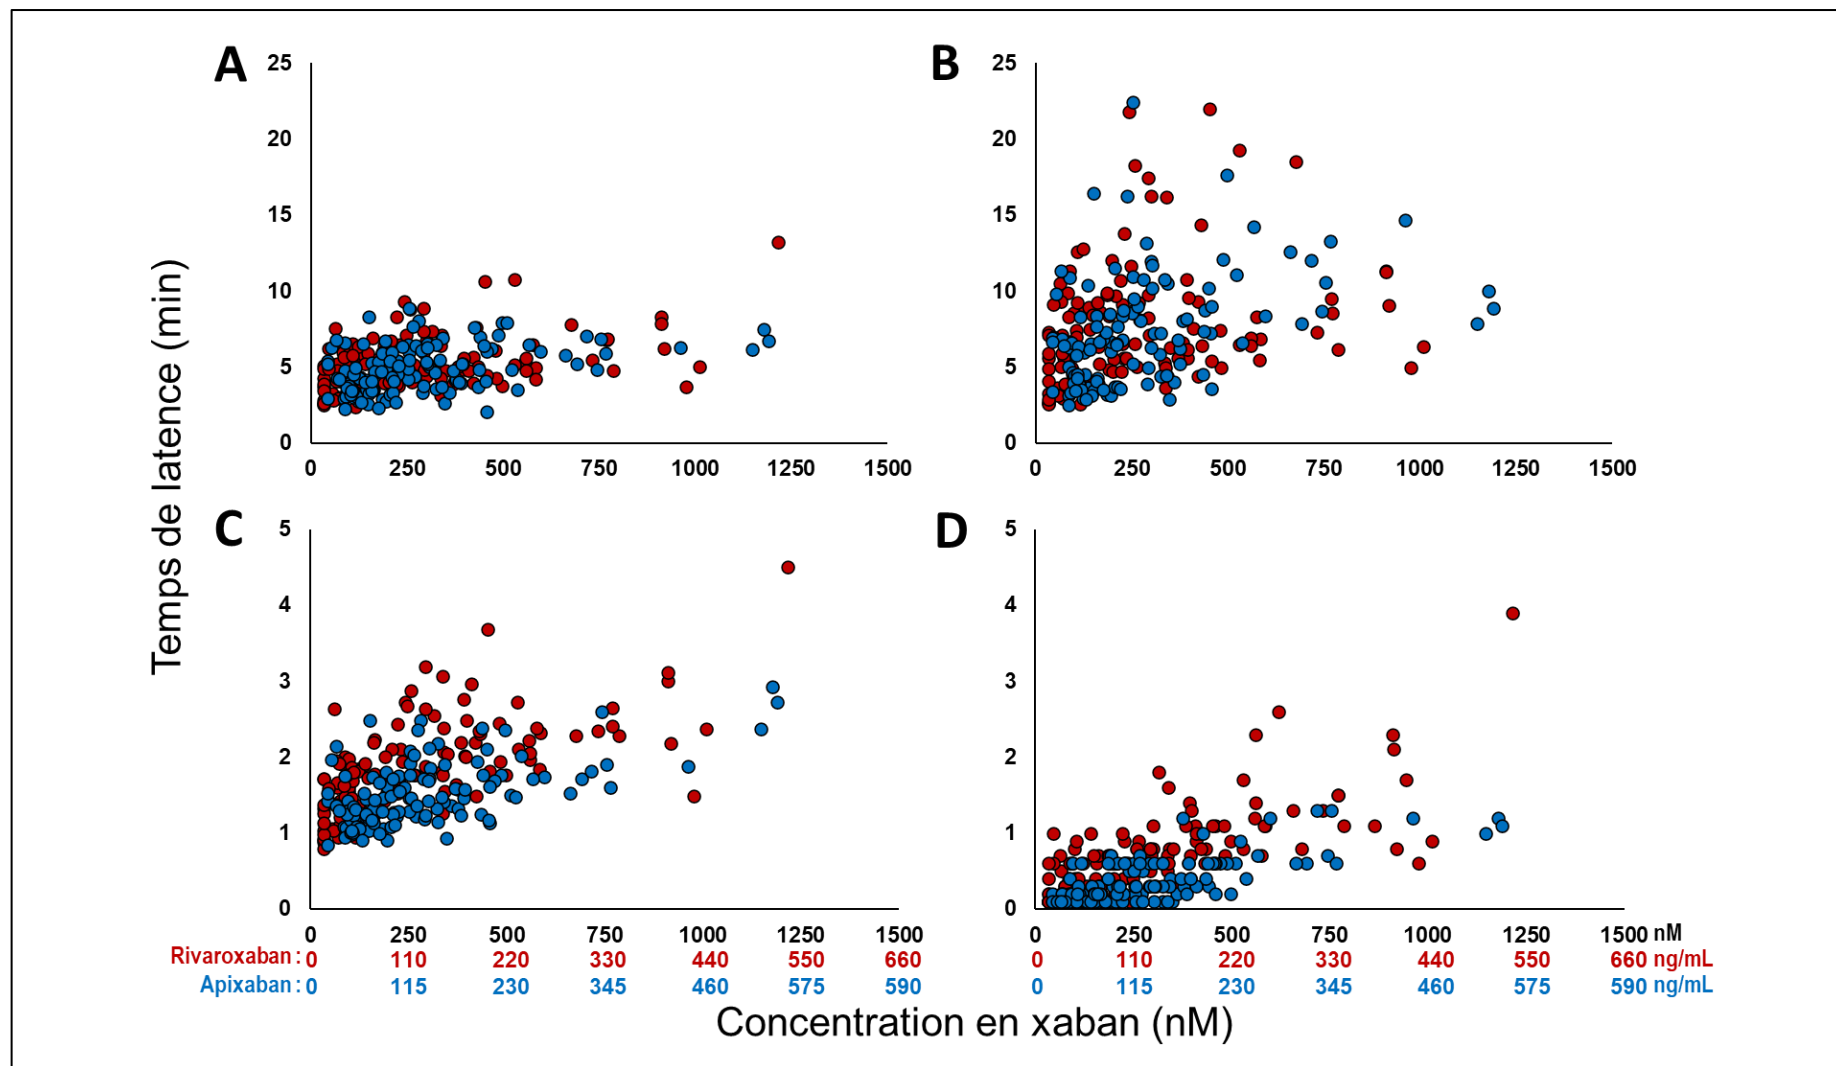 A
B
25
20
15
10
5
0
0 250 500 750 1000 1250 1500
25
20
15
10
5
0
0 250 500 750 1000 1250 1500
Temps de latence (min)
C
D
5
4
3
2
1
0
0 250 500 750 1000 1250 1500
5
4
3
2
1
0
0 250 500 750 1000 1250 1500 nM
Rivaroxaban : 0 110 220 330 440 550 660
0 110 220 330 440 550 660 ng/mL
Apixaban : 0 115 230 345 460 575 590
0 115 230 345 460 575 590 ng/mL
Concentration en xaban (nM)